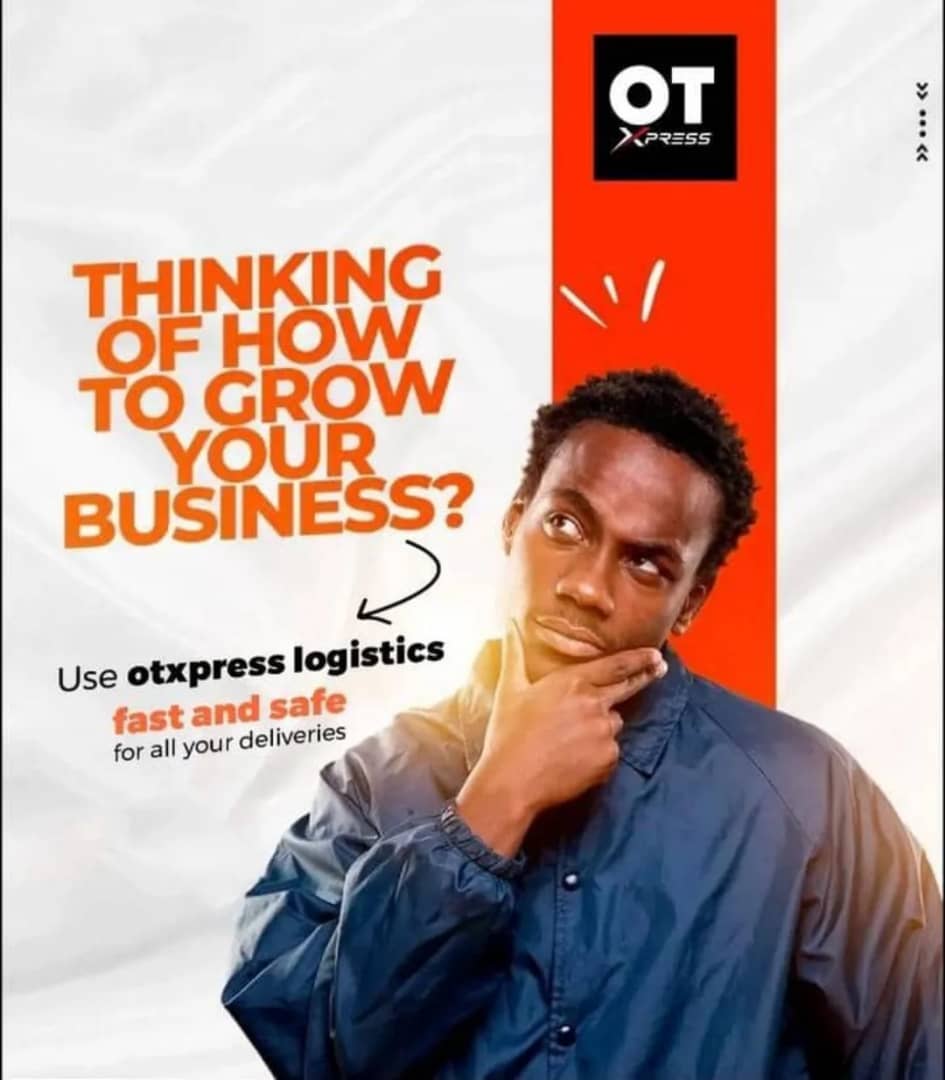 OT
XPRESS
THINKING
OF HOW
TO GROW
YOUR
BUSINESS?
Use otxpress logistics
fast and safe
for all your deliveries